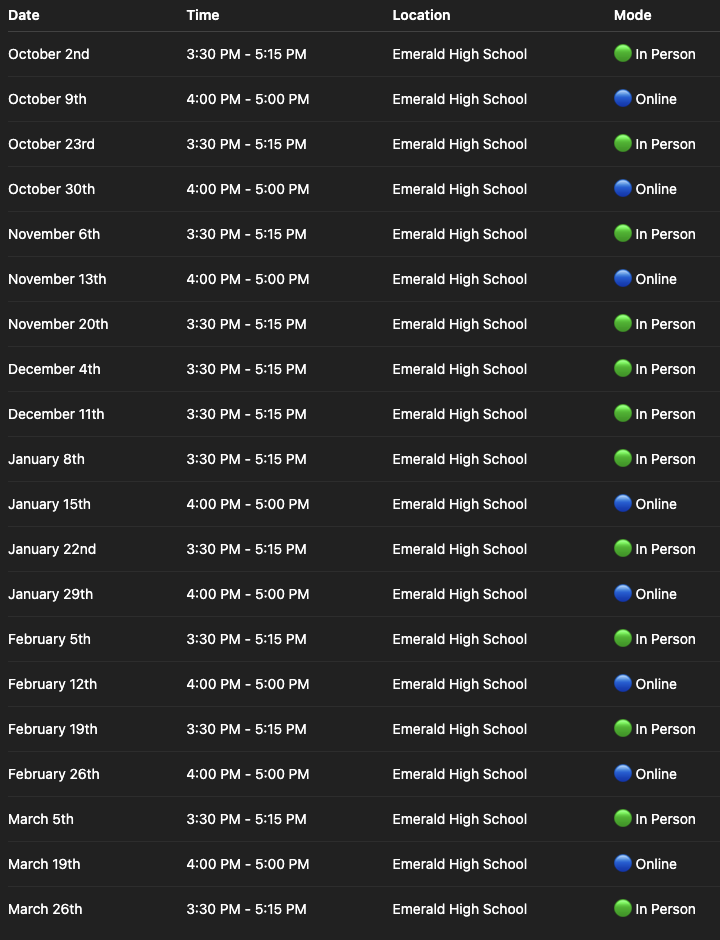 Date Time Location Mode
October 2nd 3:30 PM - 5:15 PM Emerald High School In Person
October 9th 4:00 PM - 5:00 PM Emerald High School Online
October 23rd 3:30 PM - 5:15 PM Emerald High School In Person
October 30th 4:00 PM - 5:00 PM Emerald High School Online
November 6th 3:30 PM - 5:15 PM Emerald High School In Person
November 13th 4:00 PM - 5:00 PM Emerald High School Online
November 20th 3:30 PM - 5:15 PM Emerald High School In Person
December 4th 3:30 PM - 5:15 PM Emerald High School In Person
December 11th 3:30 PM - 5:15 PM Emerald High School In Person
January 8th 3:30 PM - 5:15 PM Emerald High School In Person
January 15th 4:00 PM - 5:00 PM Emerald High School Online
January 22nd 3:30 PM - 5:15 PM Emerald High School In Person
January 29th 4:00 PM - 5:00 PM Emerald High School Online
February 5th 3:30 PM - 5:15 PM Emerald High School In Person
February 12th 4:00 PM - 5:00 PM Emerald High School Online
February 19th 3:30 PM - 5:15 PM Emerald High School In Person
February 26th 4:00 PM - 5:00 PM Emerald High School Online
March 5th 3:30 PM - 5:15 PM Emerald High School In Person
March 19th 4:00 PM - 5:00 PM Emerald High School Online
March 26th 3:30 PM - 5:15 PM Emerald High School In Person